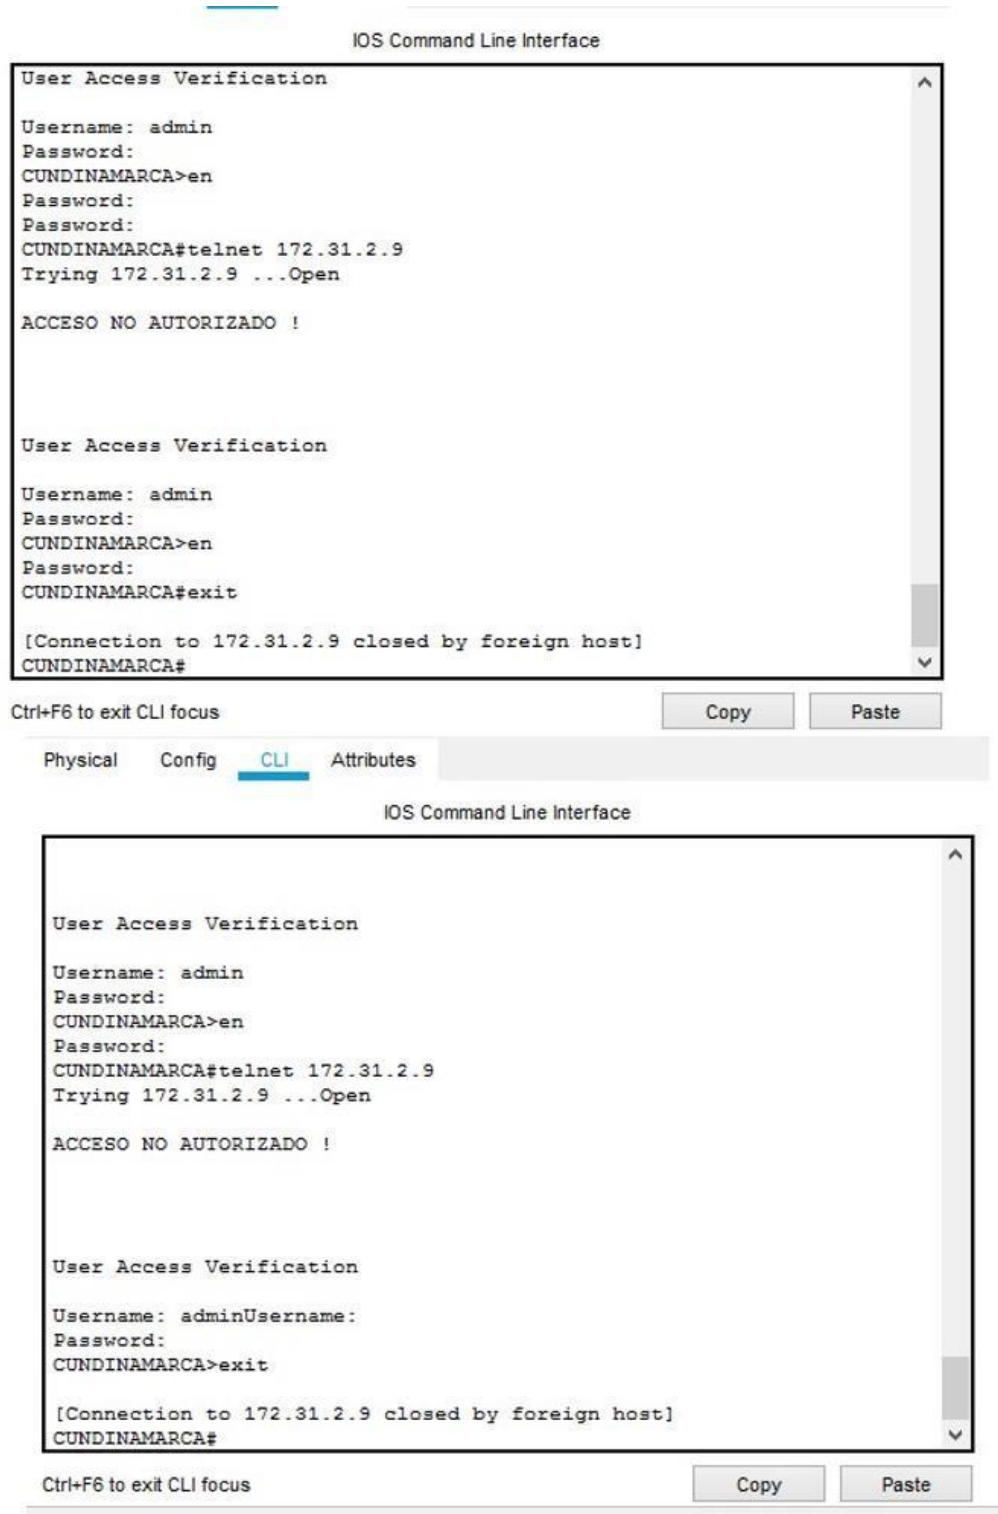 IOS Command Line Interface
User Access Verification
Username: admin
Password:
CUNDINAMARCA>en
Password:
Password:
CUNDINAMARCA#telnet 172.31.2.9
Trying 172.31.2.9 ...Open
ACCESO NO AUTORIZADO !
User Access Verification
Username: admin
Password:
CUNDINAMARCA>en
Password:
CUNDINAMARCA#exit
[Connection to 172.31.2.9 closed by foreign host]
CUNDINAMARCA#
Ctrl+F6 to exit CLI focus
Copy
Paste
Physical Config CLI Attributes
IOS Command Line Interface
User Access Verification
Username: admin
Password:
CUNDINAMARCA>en
Password:
CUNDINAMARCA#telnet 172.31.2.9
Trying 172.31.2.9 ...Open
ACCESO NO AUTORIZADO !
User Access Verification
Username: adminUsername:
Password:
CUNDINAMARCA>exit
[Connection to 172.31.2.9 closed by foreign host]
CUNDINAMARCA#
Ctrl+F6 to exit CLI focus
Copy
Paste